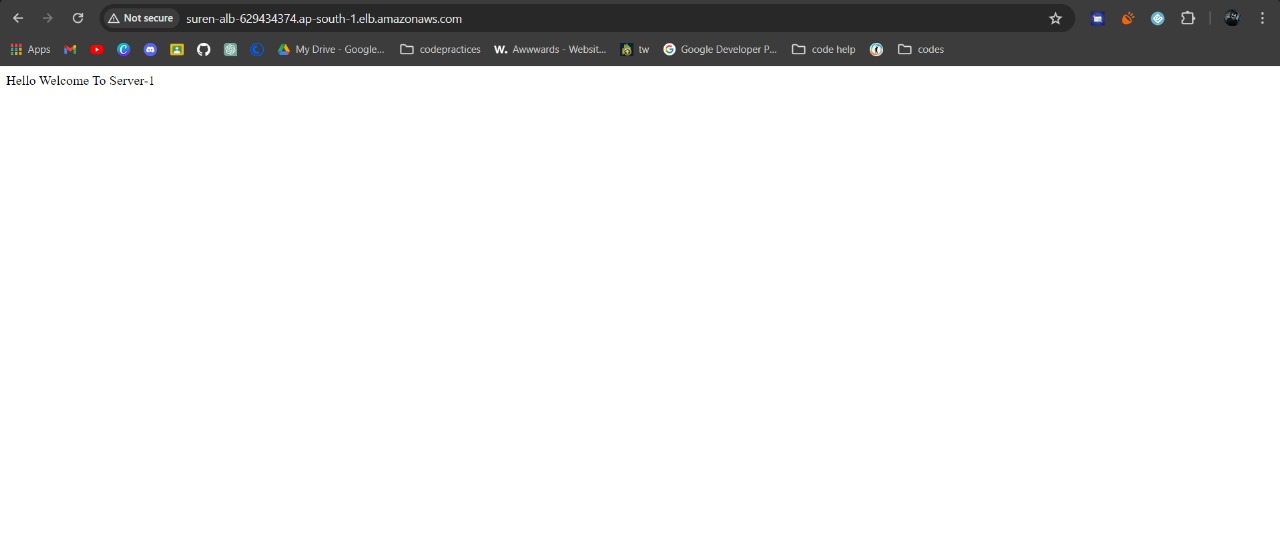 Not secure suren-alb-629434374.ap-south-1.elb.amazonaws.com
Apps My Drive - Google... codepractices W. Awwwards - Websit... tw Google Developer P... code help codes
Hello Welcome To Server-1